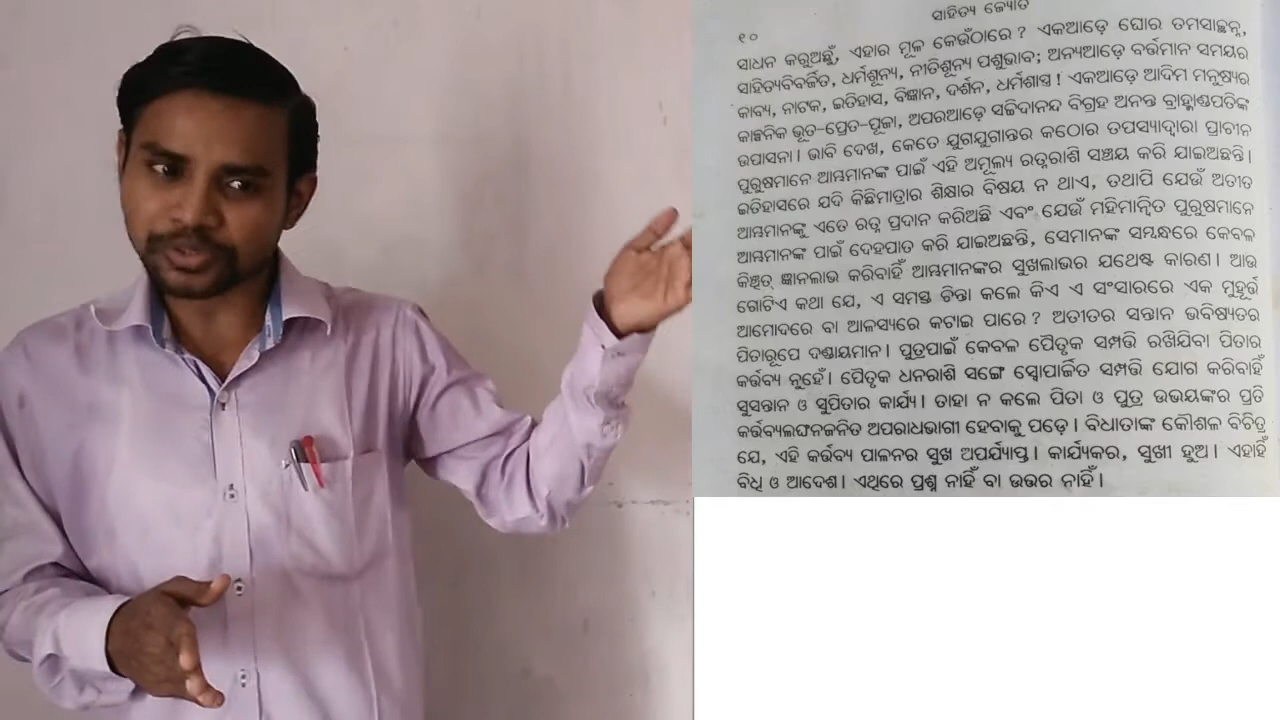 ସାହିତ୍ୟ ଜ୍ୟୋତି
୧୦
ସାଧନ କରୁଅଛୁଁ, ଏହାର ମୂଳ କେଉଁଠାରେ ? ଏକଆଡ଼େ ଘୋର ତମସାଚ୍ଛନ୍ନ,
ସାହିତ୍ୟବିବର୍ଜିତ, ଧର୍ମଶୂନ୍ୟ, ନୀତିଶୂନ୍ୟ ପଶୁଭାବ; ଅନ୍ୟଆଡ଼େ ବର୍ତ୍ତମାନ ସମୟର
କାବ୍ୟ, ନାଟକ, ଇତିହାସ, ବିଜ୍ଞାନ, ଦର୍ଶନ, ଧର୍ମଶାସ୍ତ୍ର ! ଏକଆଡ଼େ ଆଦିମ ମନୁଷ୍ୟର
କାଳ୍ପନିକ ଭୂତ-ପ୍ରେତ-ପୂଜା, ଅପରଆଡ଼େ ସଚ୍ଚିଦାନନ୍ଦ ବିଗ୍ରହ ଅନନ୍ତ ବ୍ରାହ୍ମାଣ୍ଡପତିଙ୍କ
ଉପାସନା । ଭାବି ଦେଖ, କେତେ ଯୁଗଯୁଗାନ୍ତର କଠୋର ତପସ୍ୟାଦ୍ୱାରା ପ୍ରାଚୀନ
ପୁରୁଷମାନେ ଆମ୍ଭମାନଙ୍କ ପାଇଁ ଏହି ଅମୂଲ୍ୟ ରତ୍ନରାଶି ସଞ୍ଚୟ କରି ଯାଇଅଛନ୍ତି ।
ଇତିହାସରେ ଯଦି କିଛିମାତ୍ରାର ଶିକ୍ଷାର ବିଷୟ ନ ଥାଏ, ତଥାପି ଯେଉଁ ଅତୀତ
ଆମ୍ଭମାନଙ୍କୁ ଏତେ ରତ୍ନ ପ୍ରଦାନ କରିଅଛି ଏବଂ ଯେଉଁ ମହିମାନ୍ୱିତ ପୁରୁଷମାନେ
ଆମ୍ଭମାନଙ୍କ ପାଇଁ ଦେହପାତ କରି ଯାଇଅଛନ୍ତି, ସେମାନଙ୍କ ସମ୍ବନ୍ଧରେ କେବଳ
କିଞ୍ଚିତ୍ ଜ୍ଞାନଲାଭ କରିବାହିଁ ଆମ୍ଭମାନଙ୍କର ସୁଖଲାଭର ଯଥେଷ୍ଟ କାରଣ । ଆଉ
ଗୋଟିଏ କଥା ଯେ, ଏ ସମସ୍ତ ଚିନ୍ତା କଲେ କିଏ ଏ ସଂସାରରେ ଏକ ମୁହୂର୍ତ୍ତ
ଆମୋଦରେ ବା ଆଳସ୍ୟରେ କଟାଇ ପାରେ ? ଅତୀତର ସନ୍ତାନ ଭବିଷ୍ୟତର
ପିତାରୂପେ ଦଣ୍ଡାୟମାନ । ପୁତ୍ରପାଇଁ କେବଳ ପୈତୃକ ସମ୍ପତ୍ତି ରଖିଯିବା ପିତାର
କର୍ତ୍ତବ୍ୟ ନୁହେଁ । ପୈତୃକ ଧନରାଶି ସଙ୍ଗେ ସ୍ୱୋପାର୍ଜିତ ସମ୍ପତ୍ତି ଯୋଗ କରିବାହିଁ
ସୁସନ୍ତାନ ଓ ସୁପିତାର କାର୍ଯ୍ୟ । ତାହା ନ କଲେ ପିତା ଓ ପୁତ୍ର ଉଭୟଙ୍କର ପ୍ରତି
କର୍ତ୍ତବ୍ୟଲଙ୍ଘନଜନିତ ଅପରାଧଭାଗୀ ହେବାକୁ ପଡ଼େ । ବିଧାତାଙ୍କ କୌଶଳ ବିଚିତ୍ର
ଯେ, ଏହି କର୍ତ୍ତବ୍ୟ ପାଳନର ସୁଖ ଅପର୍ଯ୍ୟାପ୍ତ । କାର୍ଯ୍ୟକର, ସୁଖୀ ହୁଅ । ଏହାହିଁ
ବିଧି ଓ ଆଦେଶ । ଏଥିରେ ପ୍ରଶ୍ନ ନାହିଁ ବା ଉତ୍ତର ନାହିଁ ।